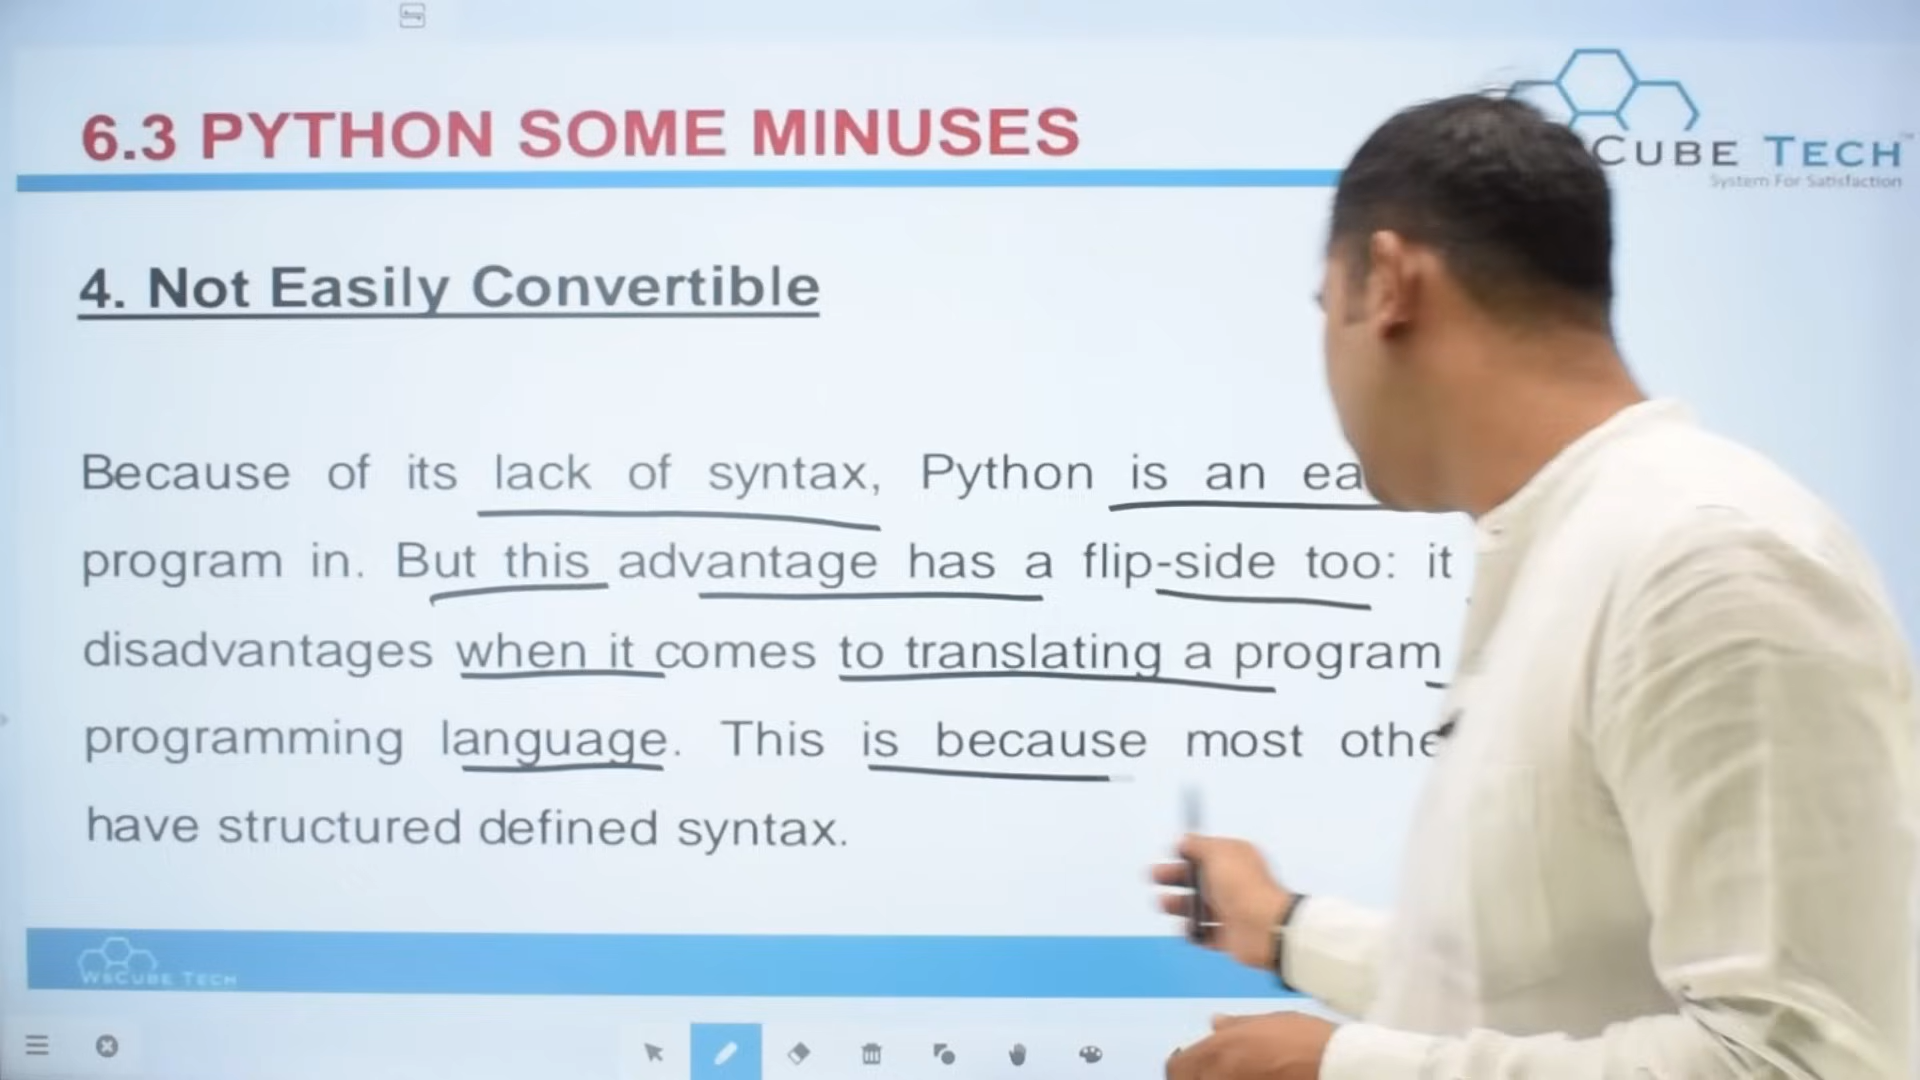 6.3 PYTHON SOME MINUSES
CUBE TECH™
System For Satisfaction
4. Not Easily Convertible
Because of its lack of syntax, Python is an
program in. But this advantage has a flip-side too: it
disadvantages when it comes to translating a program
programming language. This is because most
have structured defined syntax.
WSCUBE TECH